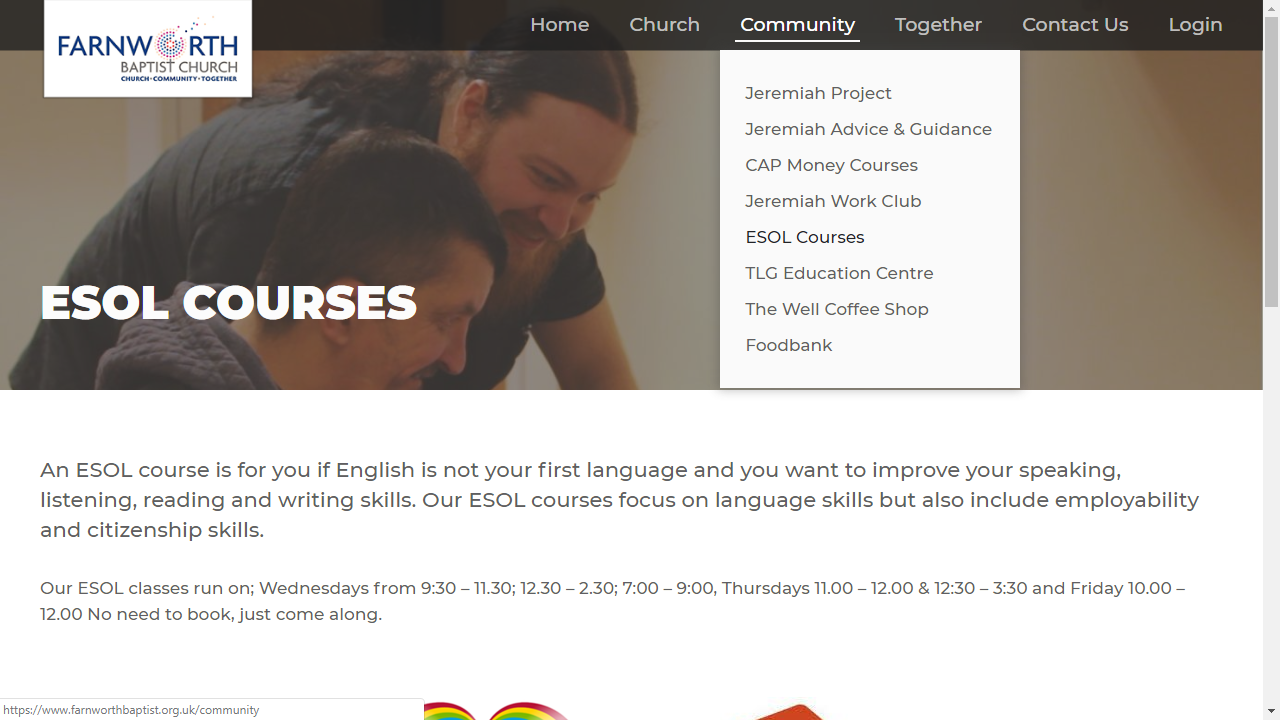 FARNWORTH
BAPTIST CHURCH
CHURCH•COMMUNITY•TOGETHER
Home Church Community Together Contact Us Login
Jeremiah Project
Jeremiah Advice & Guidance
CAP Money Courses
Jeremiah Work Club
ESOL Courses
TLG Education Centre
The Well Coffee Shop
Foodbank
ESOL COURSES
An ESOL course is for you if English is not your first language and you want to improve your speaking,
listening, reading and writing skills. Our ESOL courses focus on language skills but also include employability
and citizenship skills.
Our ESOL classes run on; Wednesdays from 9:30 – 11.30; 12.30 – 2.30; 7:00 – 9:00, Thursdays 11.00 – 12.00 & 12:30 – 3:30 and Friday 10.00 –
12.00 No need to book, just come along.
https://www.farnworthbaptist.org.uk/community